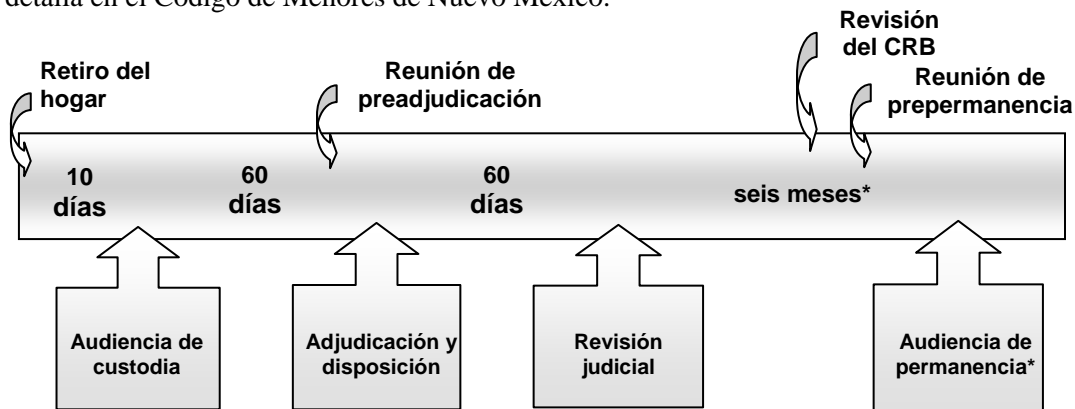 detalla en el Código de Menores de Nuevo México.
Revisión
del CRB
Retiro del
hogar
Reunión de
preadjudicación
Reunión de
prepermanencia
10
días
60
días
60
días
seis meses*
Audiencia de
custodia
Adjudicación y
disposición
Revisión
judicial
Audiencia de
permanencia*